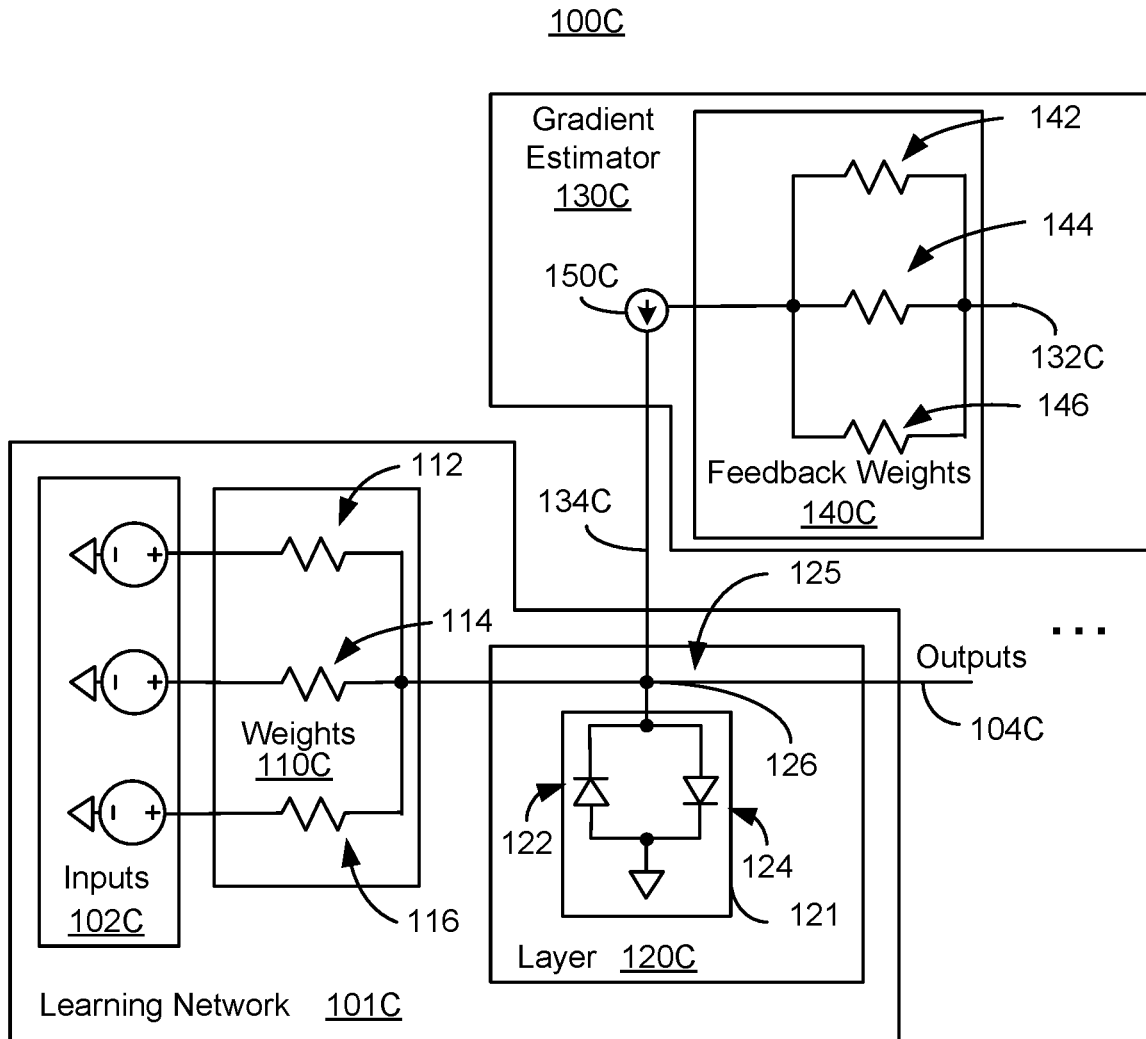 100C
Gradient
Estimator
130C
142
144
150C
132C
146
Feedback Weights
140C
112
134C
125
114
...
Outputs
Weights
110C
126
104C
122
124
Inputs
102C
116
121
Layer 120C
Learning Network 101C
- +
- +
- +